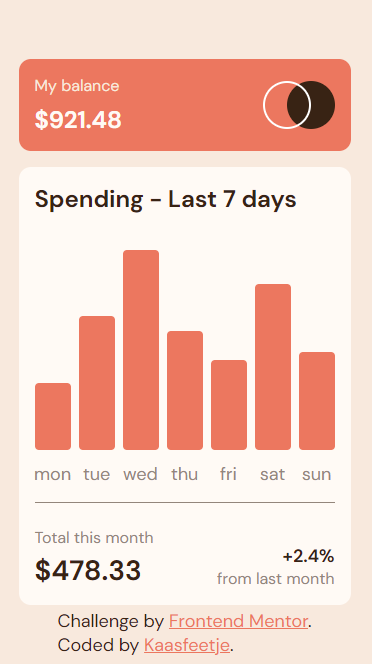 My balance
$921.48
Spending - Last 7 days
mon tue wed thu fri sat sun
Total this month
$478.33
+2.4%
from last month
Challenge by Frontend Mentor.
Coded by Kaasfeetje.